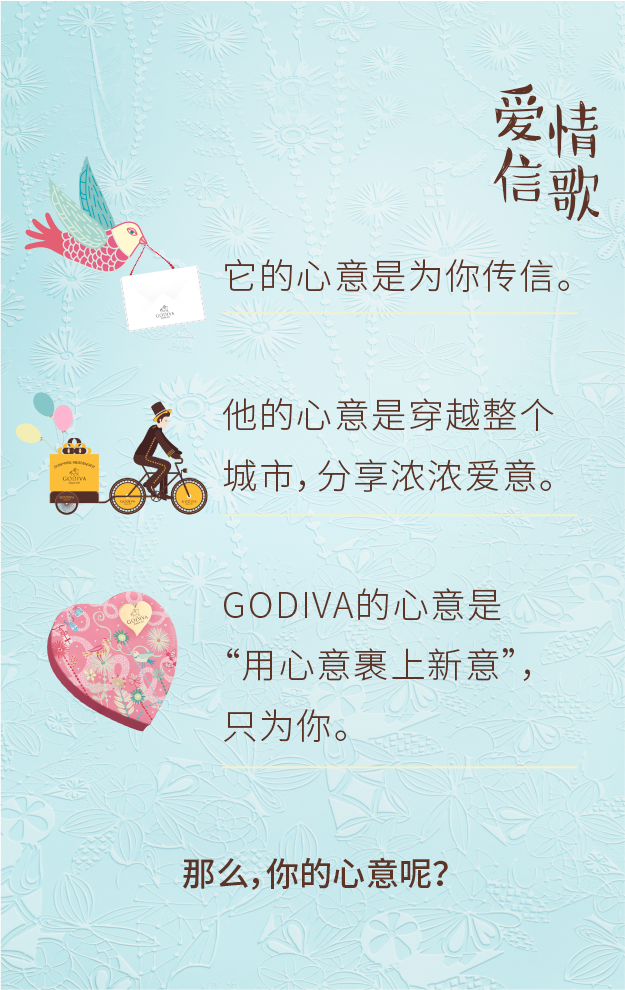 爱情
信歌
它的心意是为你传信。
GODIVA
他的心意是穿越整个
城市，分享浓浓爱意。
GODIVA
GODIVA的心意是
“用心意裹上新意”，
只为你。
GODIVA
那么，你的心意呢？